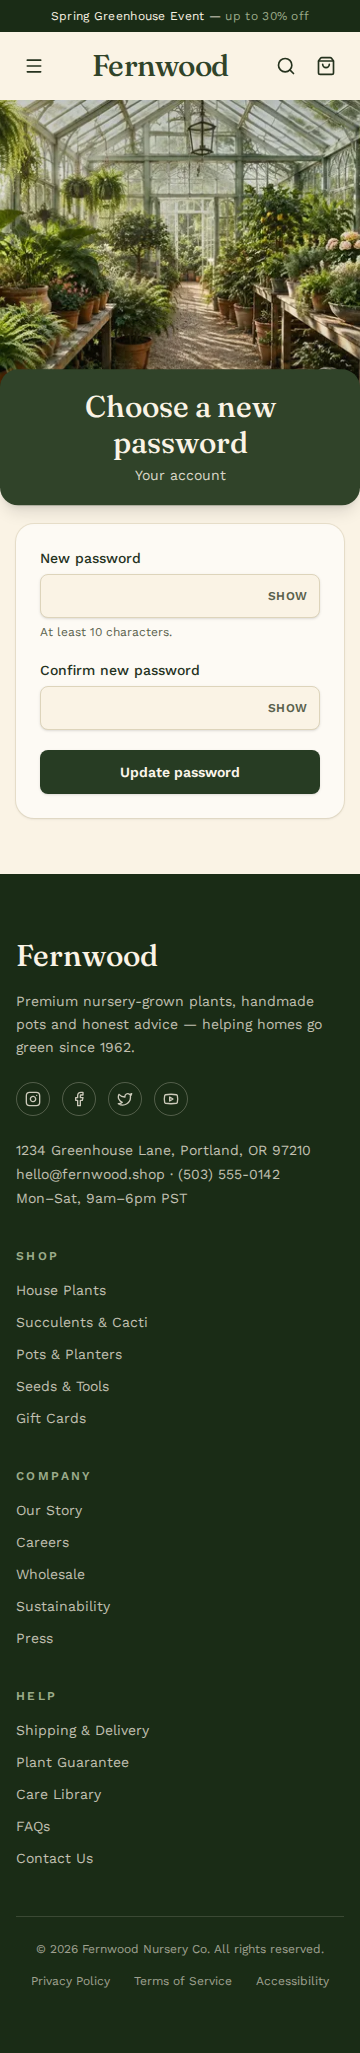 Spring Greenhouse Event — up to 30% off
Fernwood
Choose a new
password
Your account
New password
SHOW
At least 10 characters.
Confirm new password
SHOW
Update password
Fernwood
Premium nursery-grown plants, handmade
pots and honest advice — helping homes go
green since 1962.
1234 Greenhouse Lane, Portland, OR 97210
hello@fernwood.shop · (503) 555-0142
Mon–Sat, 9am–6pm PST
SHOP
House Plants
Succulents & Cacti
Pots & Planters
Seeds & Tools
Gift Cards
COMPANY
Our Story
Careers
Wholesale
Sustainability
Press
HELP
Shipping & Delivery
Plant Guarantee
Care Library
FAQs
Contact Us
© 2026 Fernwood Nursery Co. All rights reserved.
Privacy Policy Terms of Service Accessibility